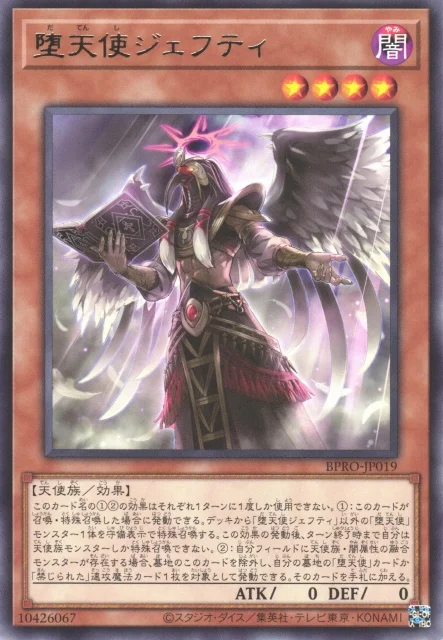 堕天使ジェフティ
闇
BPRO-JP019
【天使族/効果】
このカード名の①②の効果はそれぞれ1ターンに1度しか使用できない。①:このカードが
召喚・特殊召喚した場合に発動できる。デッキから「堕天使ジェフティ」以外の「堕天使」
モンスター1体を守備表示で特殊召喚する。この効果の発動後、ターン終了時まで自分は
天使族モンスターしか特殊召喚できない。②:自分フィールドに天使族・闇属性の融合
モンスターが存在する場合、墓地のこのカードを除外し、自分の墓地の「堕天使」カード
か「禁じられた」速攻魔法カード1枚を対象として発動できる。そのカードを手札に加える。
ATK/ 0 DEF/ 0
10426067 ©スタジオ・ダイス/集英社・テレビ東京・KONAMI